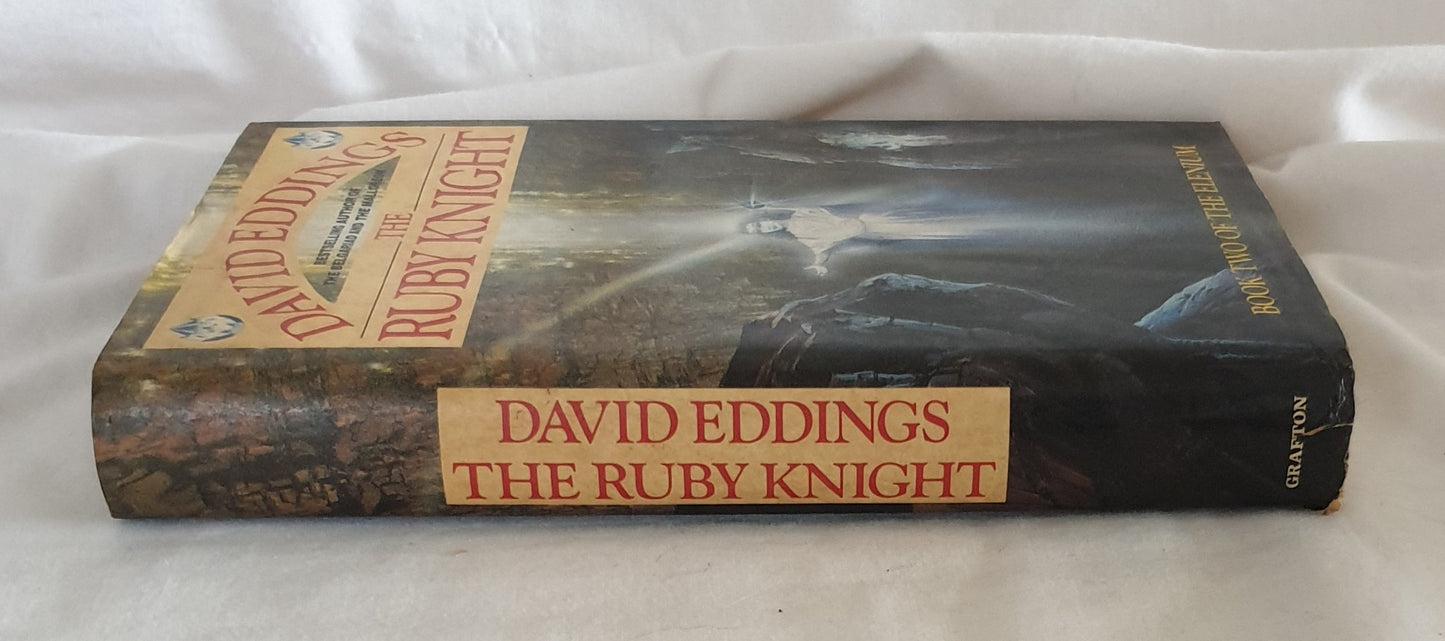 DAVID EDDINGS
BESTSELLING AUTHOR OF
THE BELGARIAD AND THE MALLOREON
THE
RUBY KNIGHT
BOOK TWO OF THE ELENIUM
DAVID EDDINGS
THE RUBY KNIGHT
GRAFTON